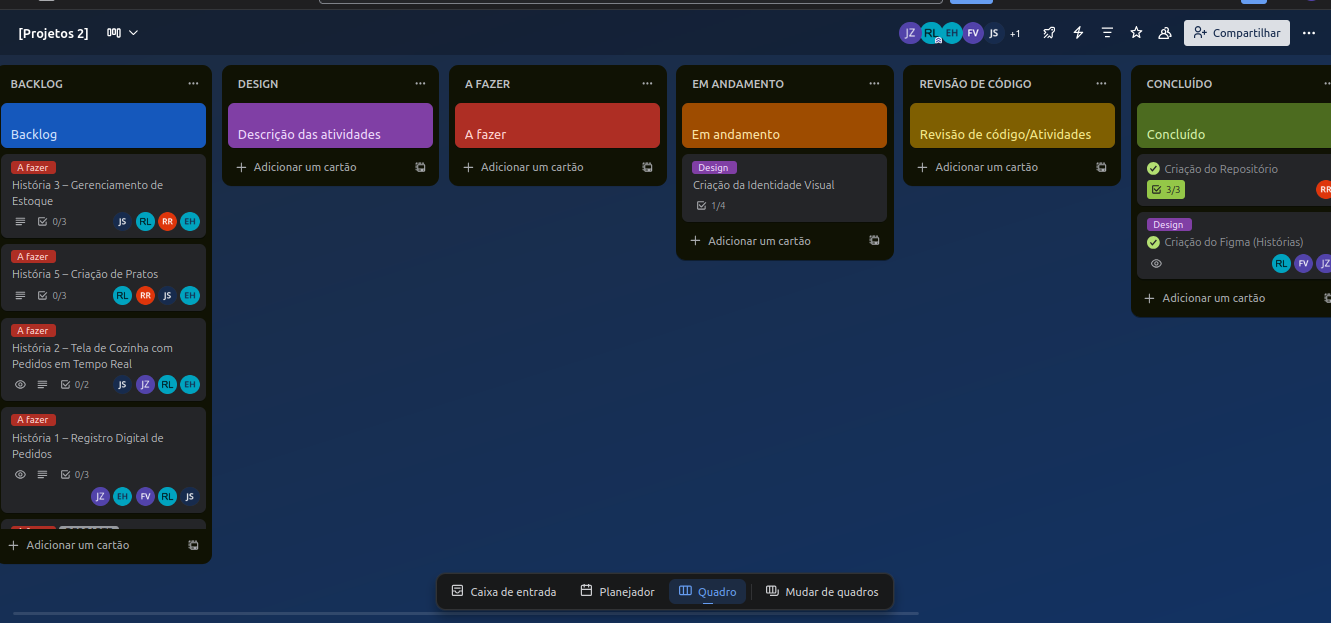 [Projetos 2]
JZ RL EH FV JS +1
Compartilhar
BACKLOG
Backlog
A fazer
História 3 – Gerenciamento de
Estoque
0/3
JS RL RR EH
A fazer
História 5 – Criação de Pratos
0/3
RL RR JS EH
A fazer
História 2 – Tela de Cozinha com
Pedidos em Tempo Real
0/2
JS JZ RL EH
A fazer
História 1 – Registro Digital de
Pedidos
0/3
JZ EH FV RL JS
Adicionar um cartão
DESIGN
Descrição das atividades
Adicionar um cartão
A FAZER
A fazer
Adicionar um cartão
EM ANDAMENTO
Em andamento
Design
Criação da Identidade Visual
1/4
Adicionar um cartão
REVISÃO DE CÓDIGO
Revisão de código/Atividades
Adicionar um cartão
CONCLUÍDO
Concluído
Criação do Repositório
3/3
RR
Design
Criação do Figma (Histórias)
RL FV JZ
Adicionar um cartão
Caixa de entrada
Planejador
Quadro
Mudar de quadros